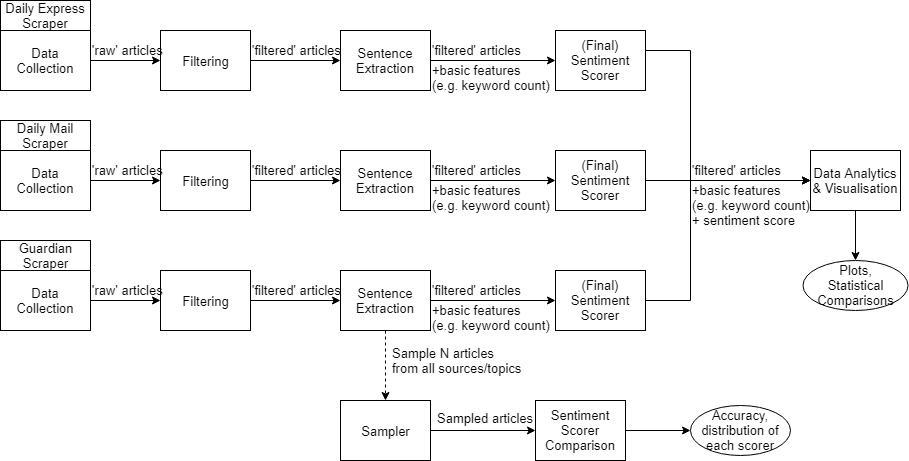 Daily Express
Scraper
Data
Collection
'raw' articles
Filtering
'filtered' articles
Sentence
Extraction
'filtered' articles
+basic features
(e.g. keyword count)
(Final)
Sentiment
Scorer
Daily Mail
Scraper
Data
Collection
'raw' articles
Filtering
'filtered' articles
Sentence
Extraction
'filtered' articles
+basic features
(e.g. keyword count)
(Final)
Sentiment
Scorer
'filtered' articles
+basic features
(e.g. keyword count)
+ sentiment score
Data Analytics
& Visualisation
Plots,
Statistical
Comparisons
Guardian
Scraper
Data
Collection
'raw' articles
Filtering
'filtered' articles
Sentence
Extraction
'filtered' articles
+basic features
(e.g. keyword count)
(Final)
Sentiment
Scorer
Sample N articles
from all sources/topics
Sampler
Sampled articles
Sentiment
Scorer
Comparison
Accuracy,
distribution of
each scorer